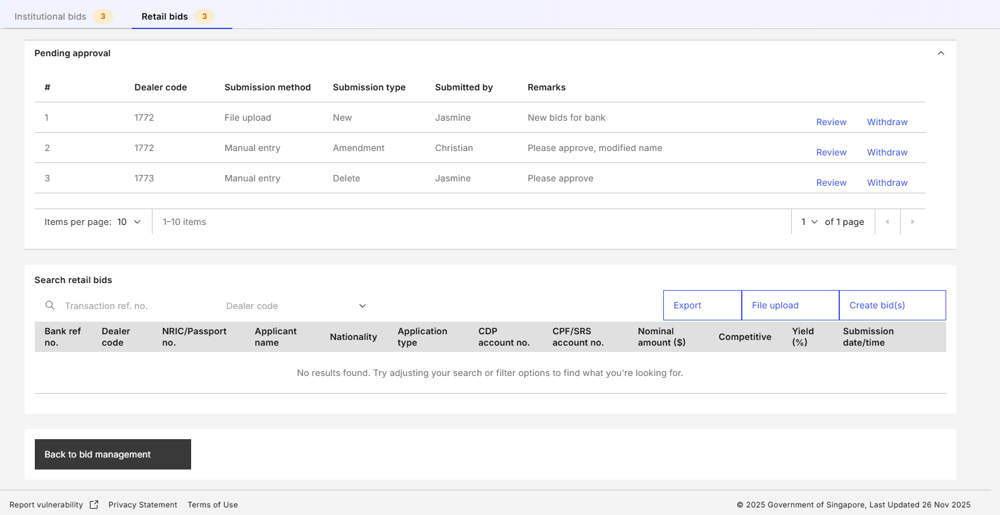 Institutional bids 3 Retail bids 3
Pending approval
# Dealer code Submission method Submission type Submitted by Remarks
1 1772 File upload New Jasmine New bids for bank Review Withdraw
2 1772 Manual entry Amendment Christian Please approve, modified name Review Withdraw
3 1773 Manual entry Delete Jasmine Please approve Review Withdraw
Items per page: 10 1–10 items 1 of 1 page
Search retail bids
Transaction ref. no. Dealer code Export File upload Create bid(s)
Bank ref no. Dealer code NRIC/Passport no. Applicant name Nationality Application type CDP account no. CPF/SRS account no. Nominal amount ($) Competitive Yield (%) Submission date/time
No results found. Try adjusting your search or filter options to find what you're looking for.
Back to bid management
Report vulnerability Privacy Statement Terms of Use © 2025 Government of Singapore, Last Updated 26 Nov 2025